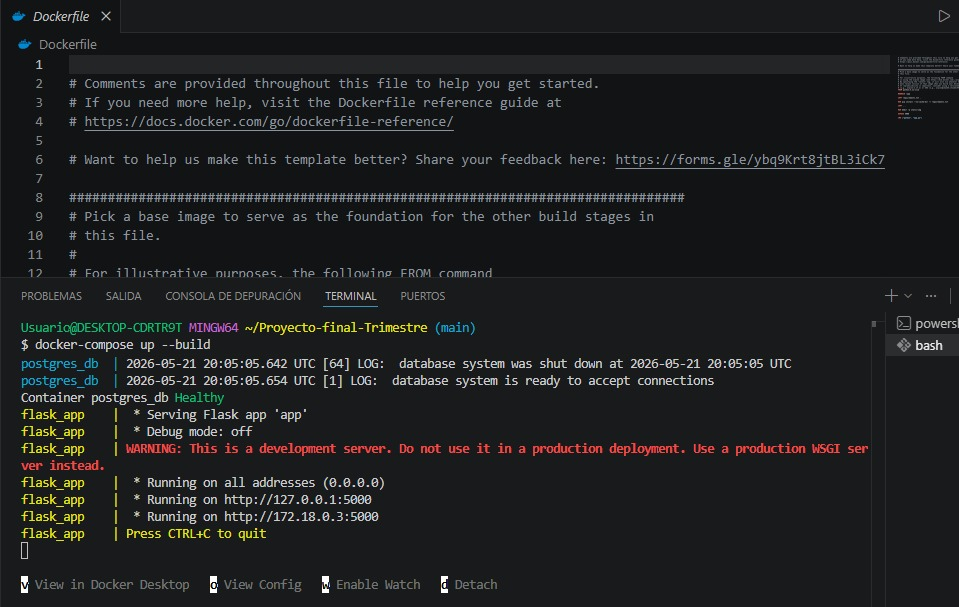 Dockerfile
Dockerfile
1
2 # Comments are provided throughout this file to help you get started.
3 # If you need more help, visit the Dockerfile reference guide at
4 # https://docs.docker.com/go/dockerfile-reference/
5
6 # Want to help us make this template better? Share your feedback here: https://forms.gle/ybq9Krt8jtBL3iCk7
7
8 ################################################################################
9 # Pick a base image to serve as the foundation for the other build stages in
10 # this file.
11 #
12 # For illustrative purposes, the following FROM command
PROBLEMAS SALIDA CONSOLA DE DEPURACIÓN TERMINAL PUERTOS
powersh
bash
Usuario@DESKTOP-CDRTR9T MINGW64 ~/Proyecto-final-Trimestre (main)
$ docker-compose up --build
postgres_db | 2026-05-21 20:05:05.642 UTC [64] LOG: database system was shut down at 2026-05-21 20:05:05 UTC
postgres_db | 2026-05-21 20:05:05.654 UTC [1] LOG: database system is ready to accept connections
Container postgres_db Healthy
flask_app | * Serving Flask app 'app'
flask_app | * Debug mode: off
flask_app | WARNING: This is a development server. Do not use it in a production deployment. Use a production WSGI ser
ver instead.
flask_app | * Running on all addresses (0.0.0.0)
flask_app | * Running on http://127.0.0.1:5000
flask_app | * Running on http://172.18.0.3:5000
flask_app | Press CTRL+C to quit
v View in Docker Desktop o View Config w Enable Watch d Detach